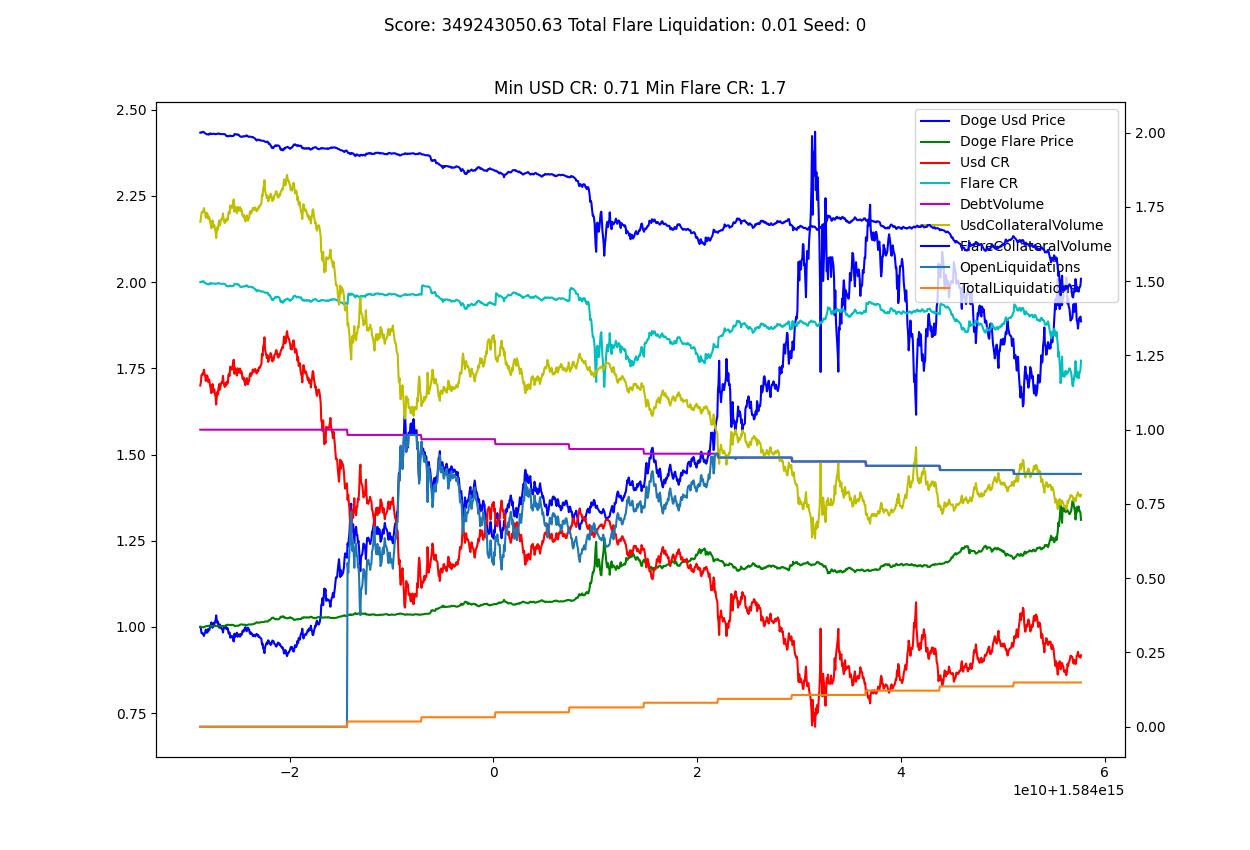 Score: 349243050.63 Total Flare Liquidation: 0.01 Seed: 0
Min USD CR: 0.71 Min Flare CR: 1.7
2.50
2.25
2.00
1.75
1.50
1.25
1.00
0.75
Doge Usd Price
Doge Flare Price
Usd CR
Flare CR
DebtVolume
UsdCollateralVolume
FlareCollateralVolume
OpenLiquidations
TotalLiquidations
2.00
1.75
1.50
1.25
1.00
0.75
0.50
0.25
0.00
−2
0
2
4
6
1e10+1.584e15